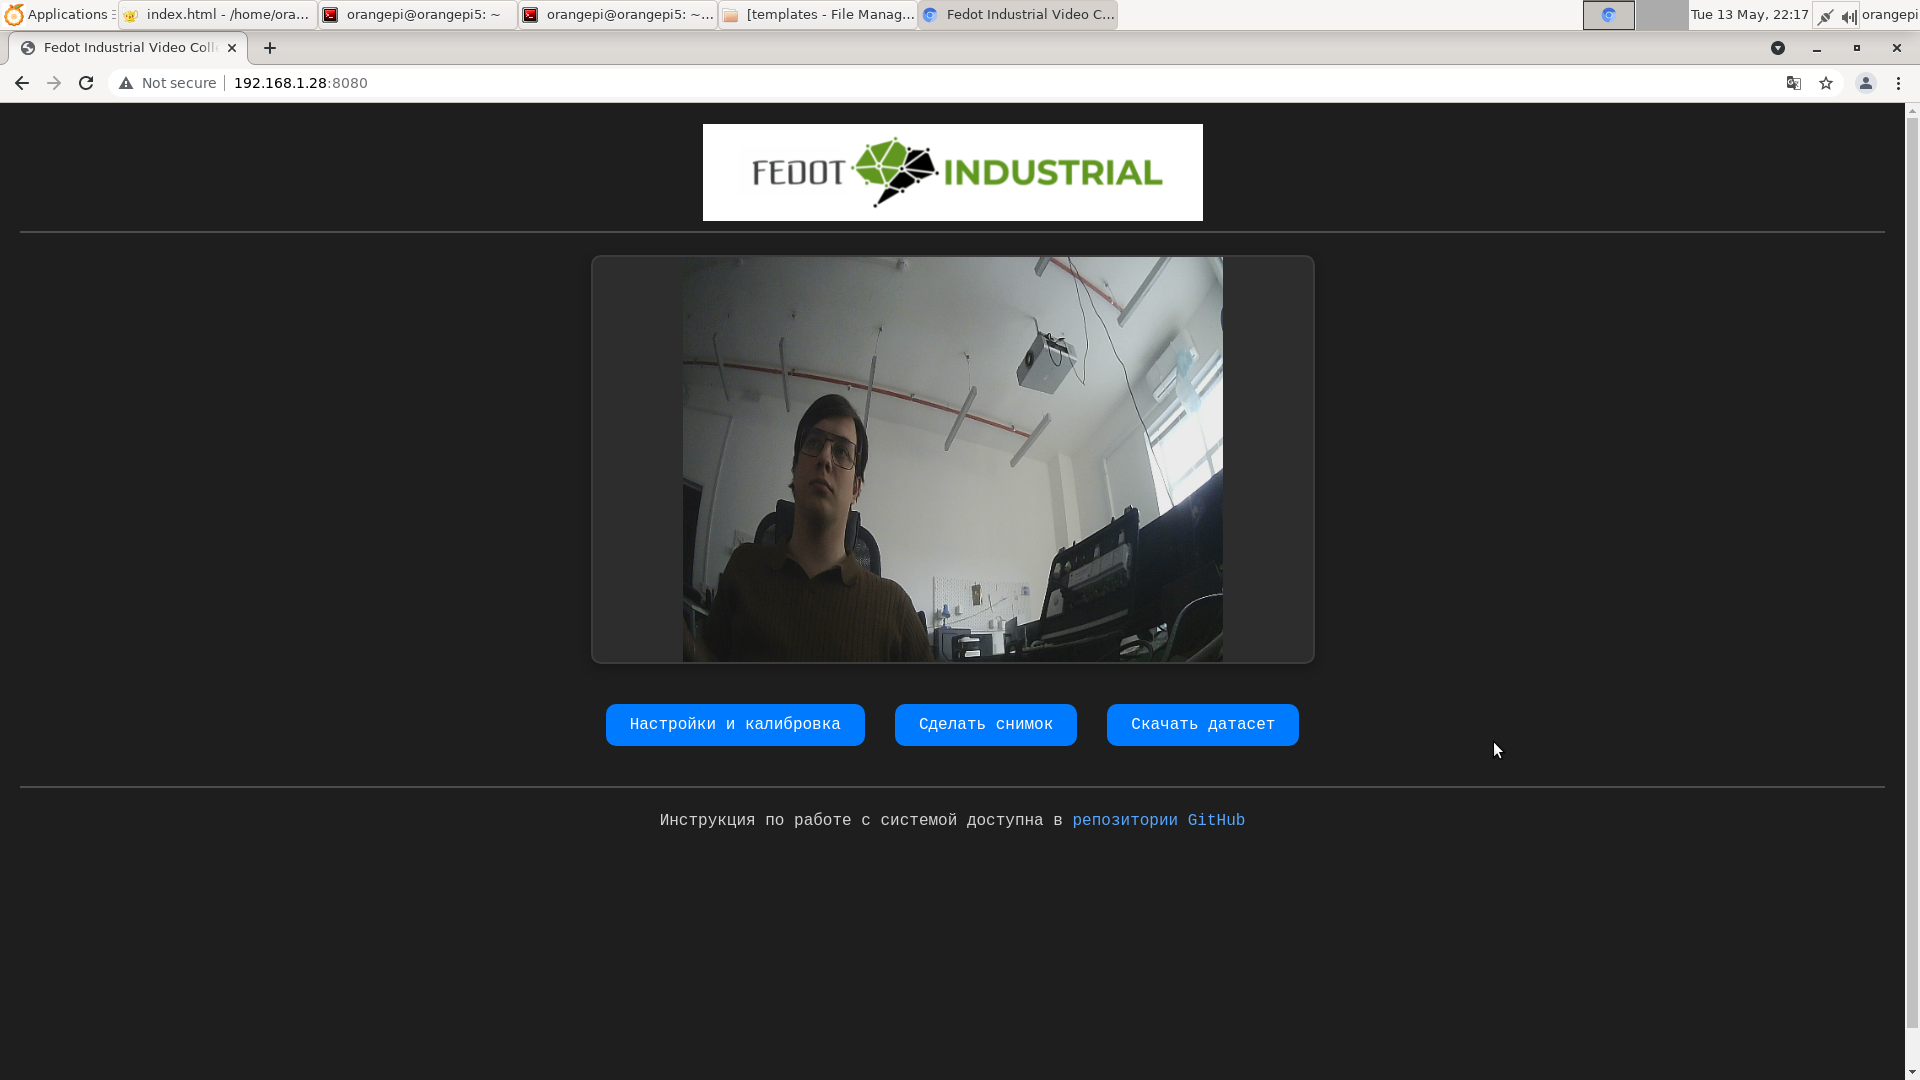 Applications
index.html - /home/ora...
orangepi@orangepi5: ~
orangepi@orangepi5: ~...
[templates - File Manag...
Fedot Industrial Video C...
Tue 13 May, 22:17
orangepi
Fedot Industrial Video Coll
Not secure
192.168.1.28:8080
FEDOT INDUSTRIAL
Настройки и калибровка
Сделать снимок
Скачать датасет
Инструкция по работе с системой доступна в репозитории GitHub